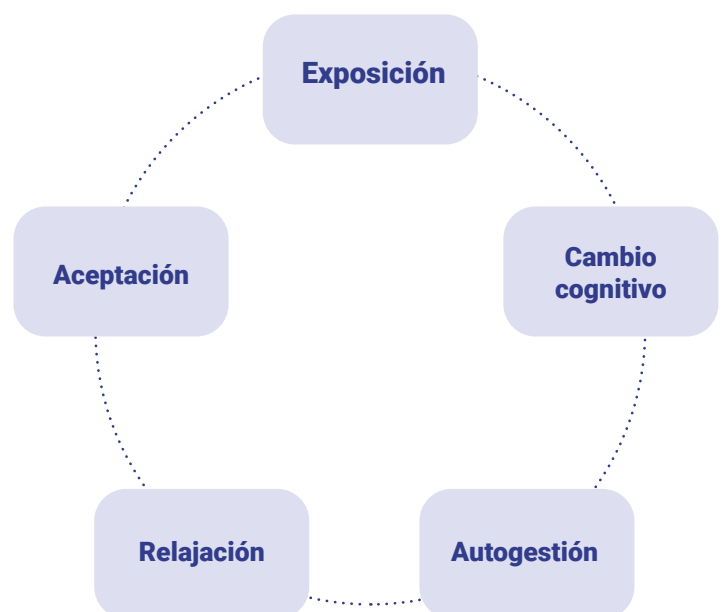 Exposición
Cambio
cognitivo
Autogestión
Relajación
Aceptación